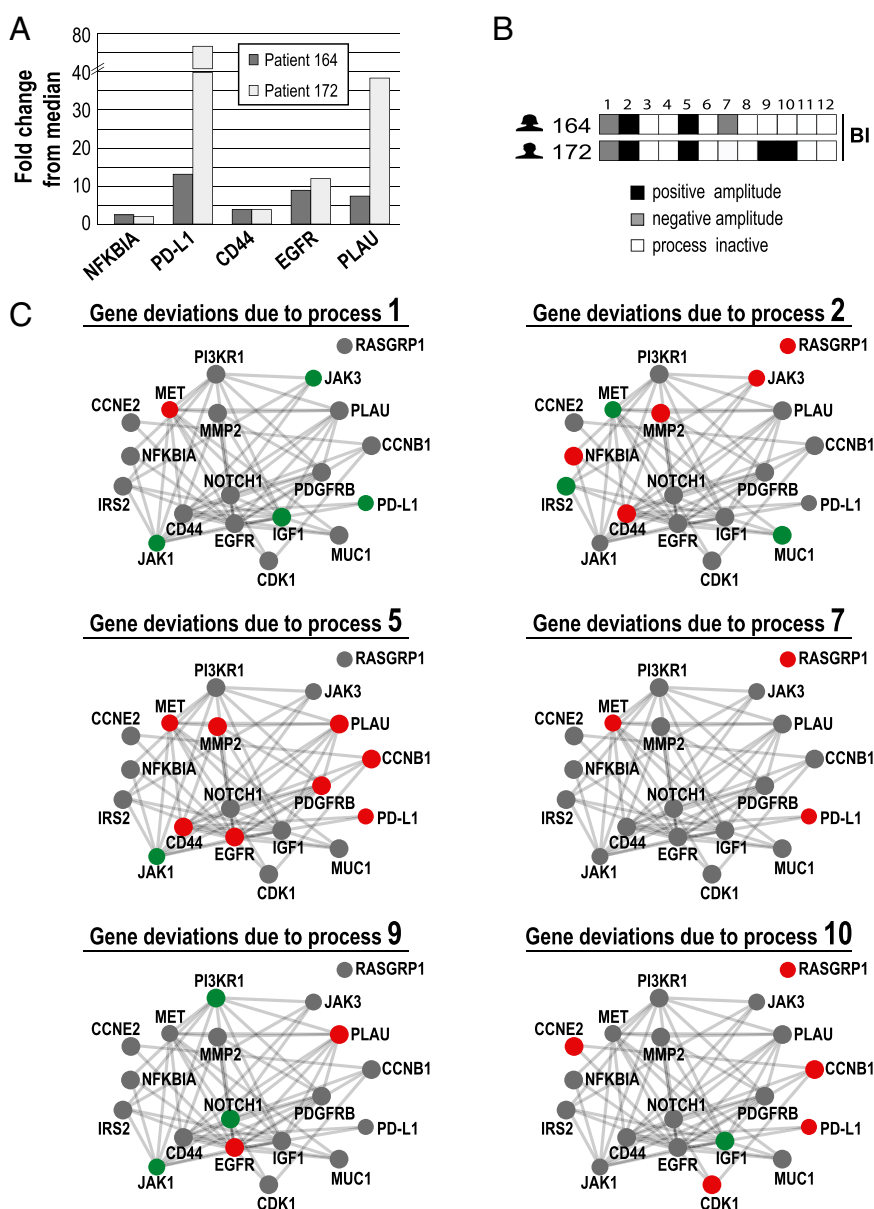 A
Fold change
from median
80
40
30
20
10
0
Patient 164
Patient 172
NFKBIA
PD-L1
CD44
EGFR
PLAU
B
1 2 3 4 5 6 7 8 9 10 11 12
164
172
BI
positive amplitude
negative amplitude
process inactive
C
Gene deviations due to process 1
RASGRP1
PI3KR1
JAK3
MET
CCNE2
PLAU
MMP2
CCNB1
NFKBIA
NOTCH1
PDGFRB
IRS2
PD-L1
CD44
EGFR
IGF1
MUC1
JAK1
CDK1
Gene deviations due to process 2
RASGRP1
PI3KR1
JAK3
MET
CCNE2
PLAU
MMP2
CCNB1
NFKBIA
NOTCH1
PDGFRB
IRS2
PD-L1
CD44
EGFR
IGF1
MUC1
JAK1
CDK1
Gene deviations due to process 5
RASGRP1
PI3KR1
JAK3
MET
CCNE2
PLAU
MMP2
CCNB1
NFKBIA
NOTCH1
PDGFRB
IRS2
PD-L1
CD44
EGFR
IGF1
MUC1
JAK1
CDK1
Gene deviations due to process 7
RASGRP1
PI3KR1
JAK3
MET
CCNE2
PLAU
MMP2
CCNB1
NFKBIA
NOTCH1
PDGFRB
IRS2
PD-L1
CD44
EGFR
IGF1
MUC1
JAK1
CDK1
Gene deviations due to process 9
RASGRP1
PI3KR1
JAK3
MET
CCNE2
PLAU
MMP2
CCNB1
NFKBIA
NOTCH1
PDGFRB
IRS2
PD-L1
CD44
EGFR
IGF1
MUC1
JAK1
CDK1
Gene deviations due to process 10
RASGRP1
PI3KR1
JAK3
MET
CCNE2
PLAU
MMP2
CCNB1
NFKBIA
NOTCH1
PDGFRB
IRS2
PD-L1
CD44
EGFR
IGF1
MUC1
JAK1
CDK1